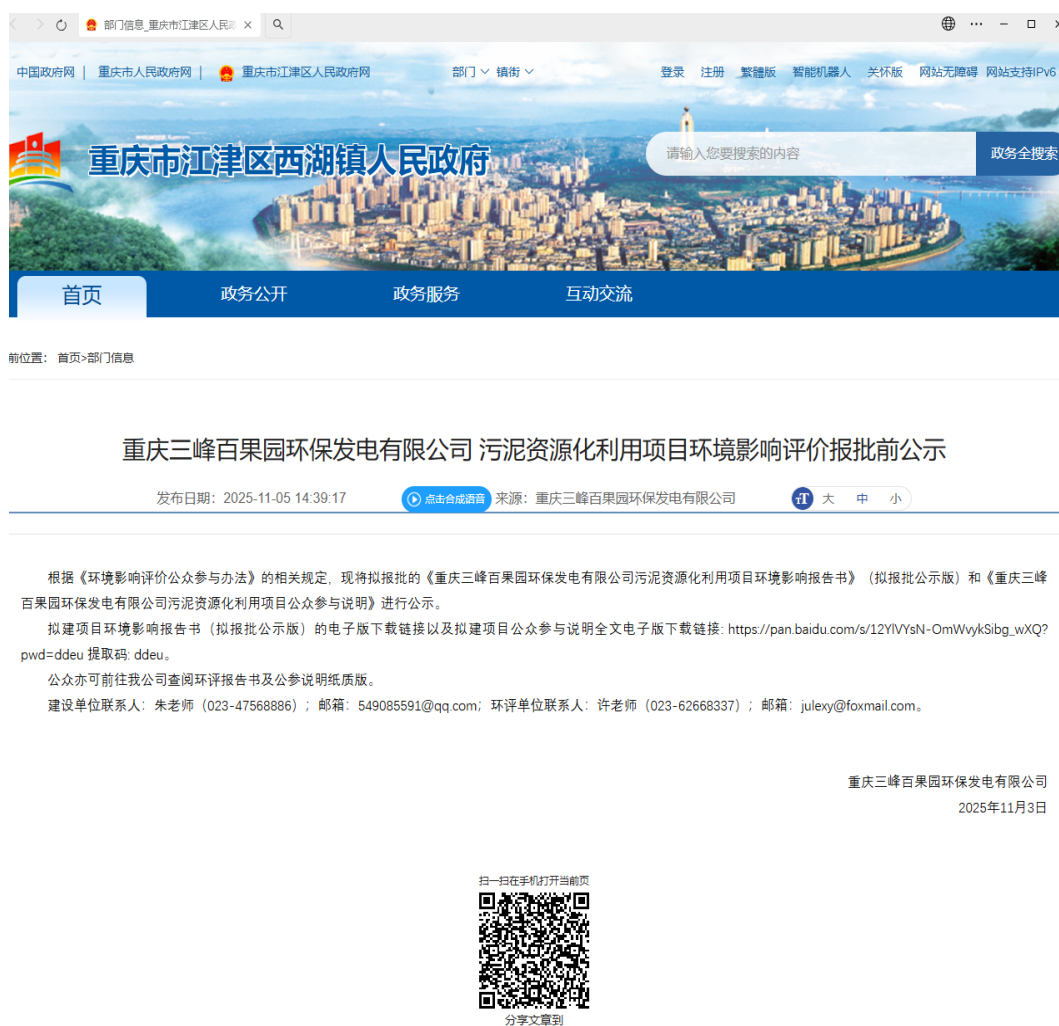 部门信息_重庆市江津区人民政
中国政府网 | 重庆市人民政府网 | 重庆市江津区人民政府网 部门 镇街 登录 注册 繁體版 智能机器人 关怀版 网站无障碍 网站支持IPv6
重庆市江津区西湖镇人民政府
请输入您要搜索的内容 政务全搜索
首页 政务公开 政务服务 互动交流
前位置： 首页>部门信息
重庆三峰百果园环保发电有限公司 污泥资源化利用项目环境影响评价报批前公示
发布日期：2025-11-05 14:39:17 点击合成语音 来源：重庆三峰百果园环保发电有限公司 T 大 中 小
根据《环境影响评价公众参与办法》的相关规定，现将拟报批的《重庆三峰百果园环保发电有限公司污泥资源化利用项目环境影响报告书》（拟报批公示版）和《重庆三峰
百果园环保发电有限公司污泥资源化利用项目公众参与说明》进行公示。
拟建项目环境影响报告书（拟报批公示版）的电子版下载链接以及拟建项目公众参与说明全文电子版下载链接: https://pan.baidu.com/s/12YlVYsN-OmWvykSibg_wXQ?
pwd=ddeu 提取码: ddeu。
公众亦可前往我公司查阅环评报告书及公参说明纸质版。
建设单位联系人：朱老师（023-47568886）；邮箱：549085591@qq.com；环评单位联系人：许老师（023-62668337）；邮箱：julexy@foxmail.com。
重庆三峰百果园环保发电有限公司
2025年11月3日
扫一扫在手机打开当前页
分享文章到